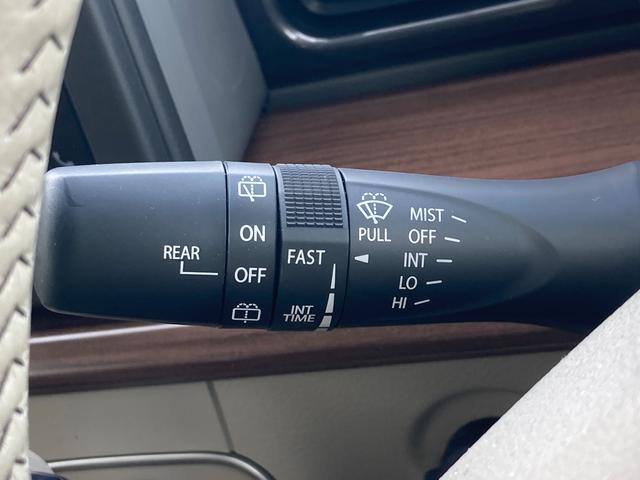 REAR
ON
OFF
FAST
INT
TIME
PULL
MIST
OFF
INT
LO
HI